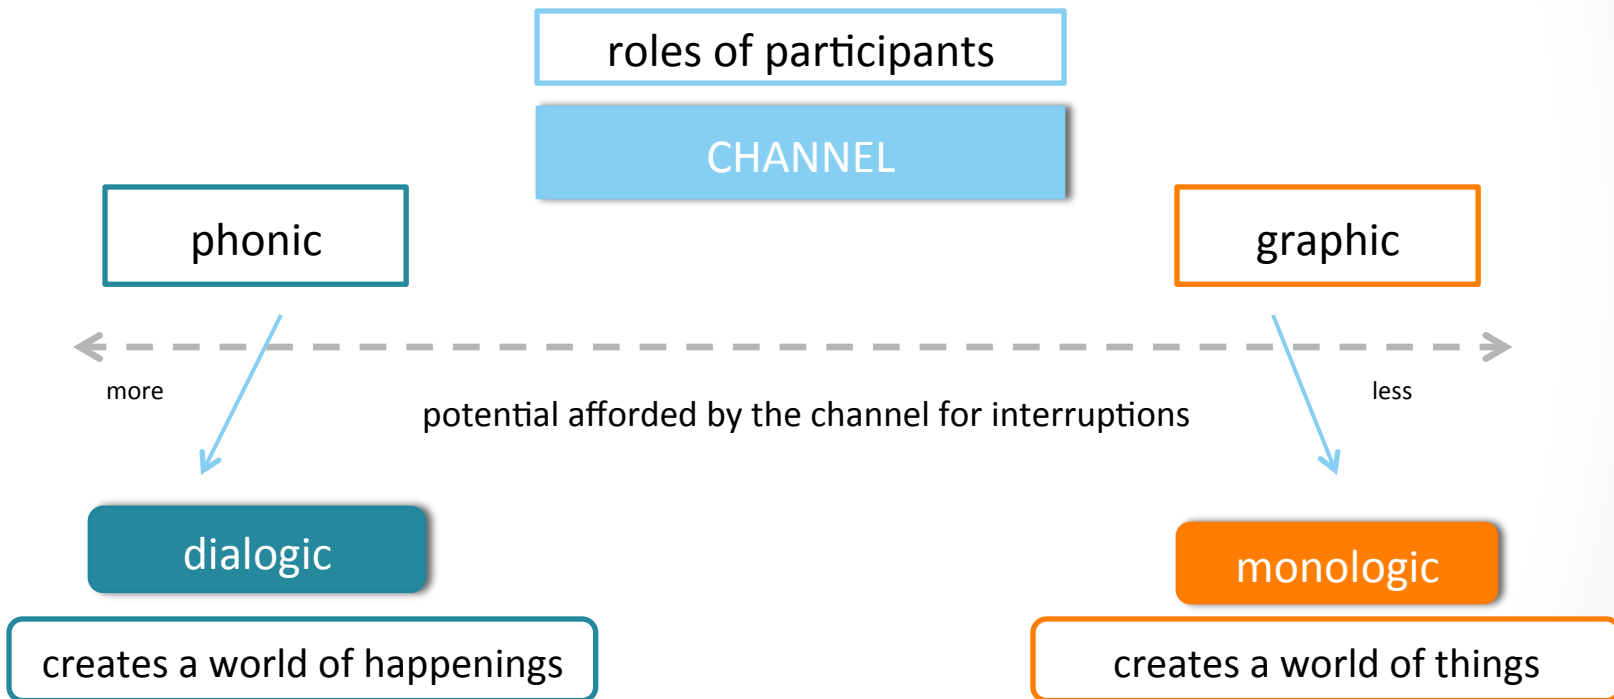 roles of participants
CHANNEL
phonic
graphic
more
less
potential afforded by the channel for interruptions
dialogic
monologic
creates a world of happenings
creates a world of things